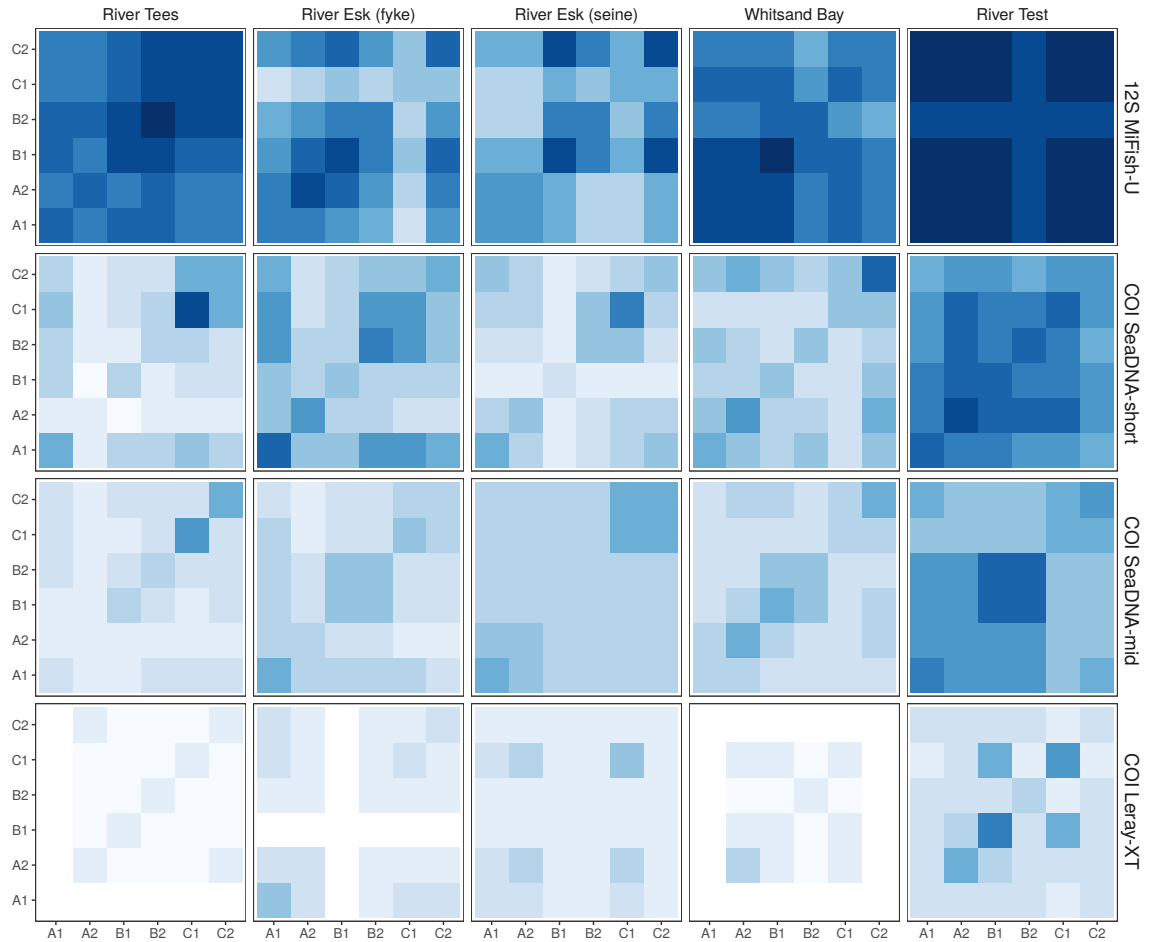 River Tees River Esk (fyke) River Esk (seine) Whitsand Bay River Test
C2
C1
B2
B1
A2
A1
12S MiFish-U
C2
C1
B2
B1
A2
A1
COI SeaDNA-short
C2
C1
B2
B1
A2
A1
COI SeaDNA-mid
C2
C1
B2
B1
A2
A1
COI Leray-XT
A1 A2 B1 B2 C1 C2 A1 A2 B1 B2 C1 C2 A1 A2 B1 B2 C1 C2 A1 A2 B1 B2 C1 C2 A1 A2 B1 B2 C1 C2